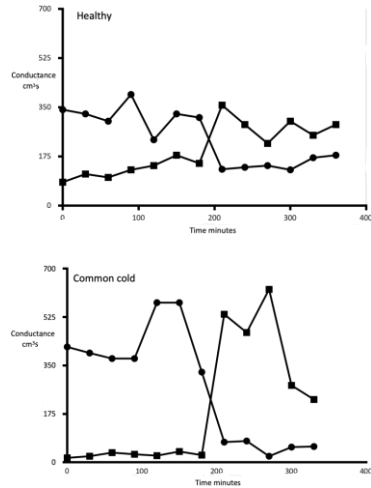 700
Healthy
525
Conductance
cm³s
350
175
0
0
100
200
300
400
Time minutes
700
Common cold
525
Conductance
cm³s
350
175
0
0
100
200
300
400
Time minutes